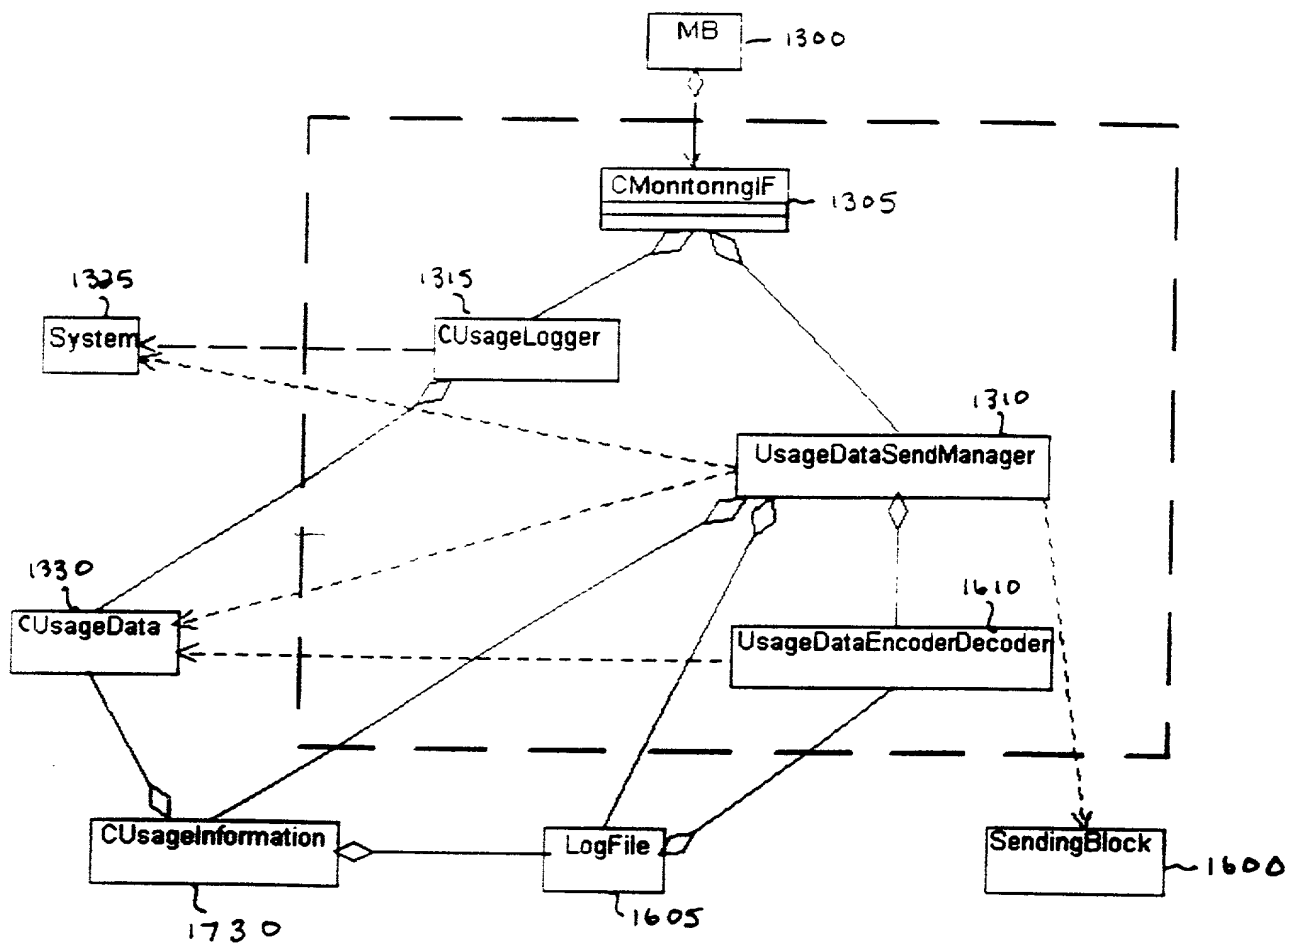 MB
1300
CMonitoringIF
1305
1325
System
1315
CUsageLogger
1310
UsageDataSendManager
1330
CUsageData
1610
UsageDataEncoderDecoder
CUsageInformation
1730
LogFile
1605
SendingBlock
1600